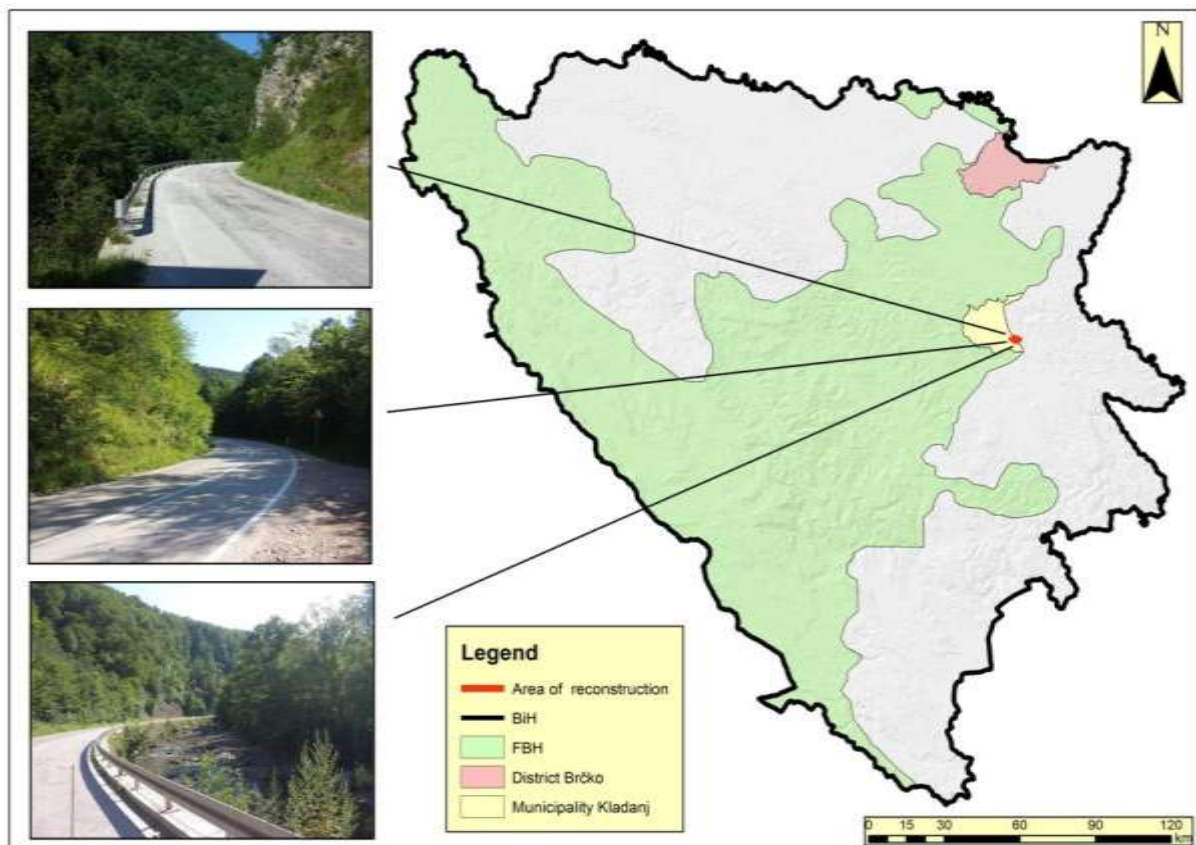 N
Legend
Area of reconstruction
BiH
FBH
District Brčko
Municipality Kladanj
0 15 30 60 90 120
km